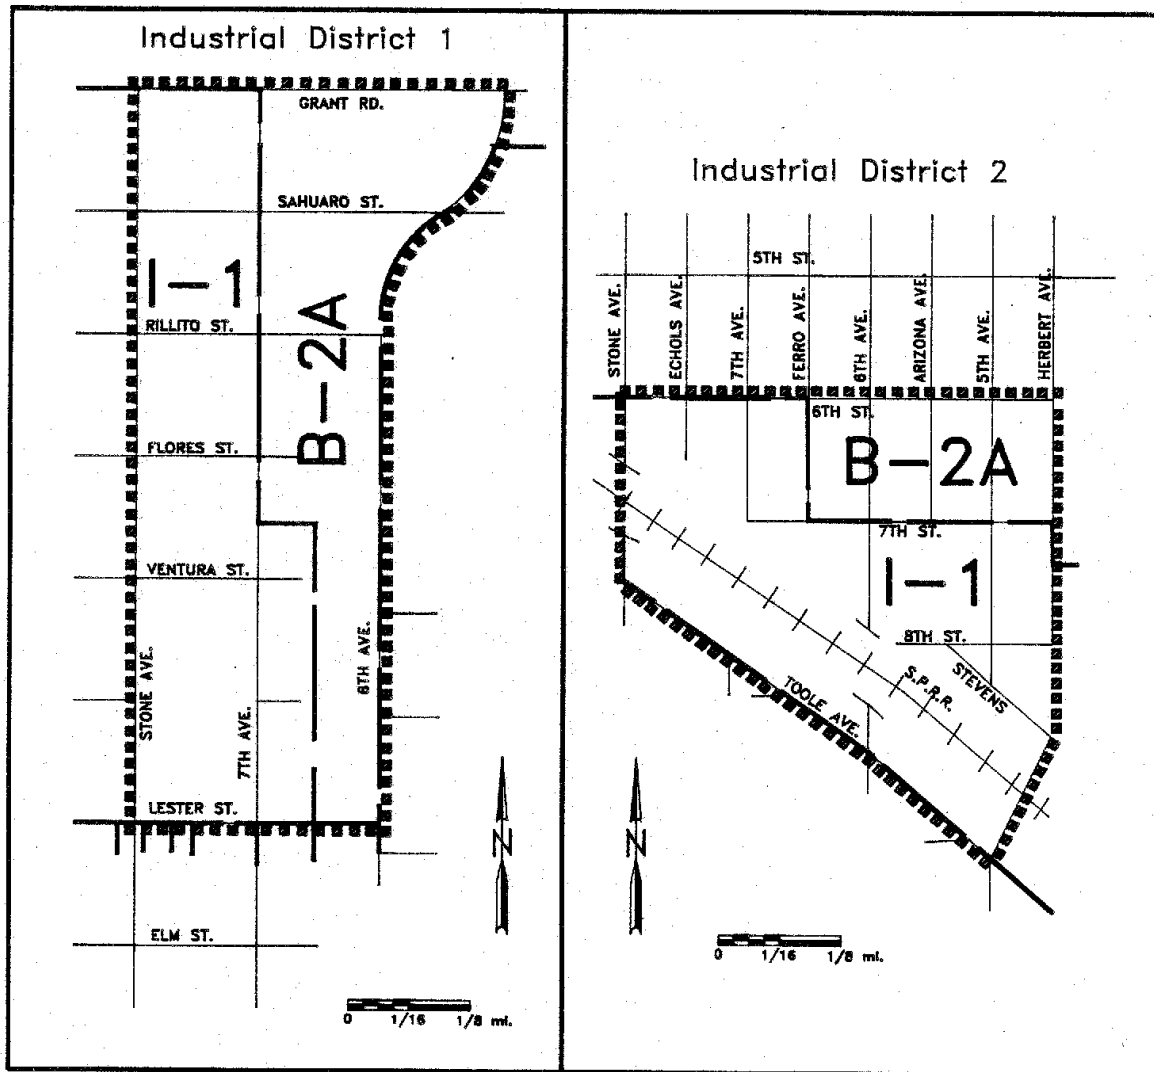 Industrial District 1
GRANT RD.
SAHUARO ST.
I-1
RILLITO ST.
B-2A
FLORES ST.
VENTURA ST.
STONE AVE.
7TH AVE.
6TH AVE.
LESTER ST.
N
ELM ST.
0 1/16 1/8 mi.
Industrial District 2
5TH ST.
STONE AVE.
ECHOLS AVE.
7TH AVE.
FERRO AVE.
6TH AVE.
ARIZONA AVE.
5TH AVE.
HERBERT AVE.
6TH ST.
B-2A
7TH ST.
I-1
8TH ST.
STEVENS
S.P.R.R.
TOOLE AVE.
N
0 1/16 1/8 mi.